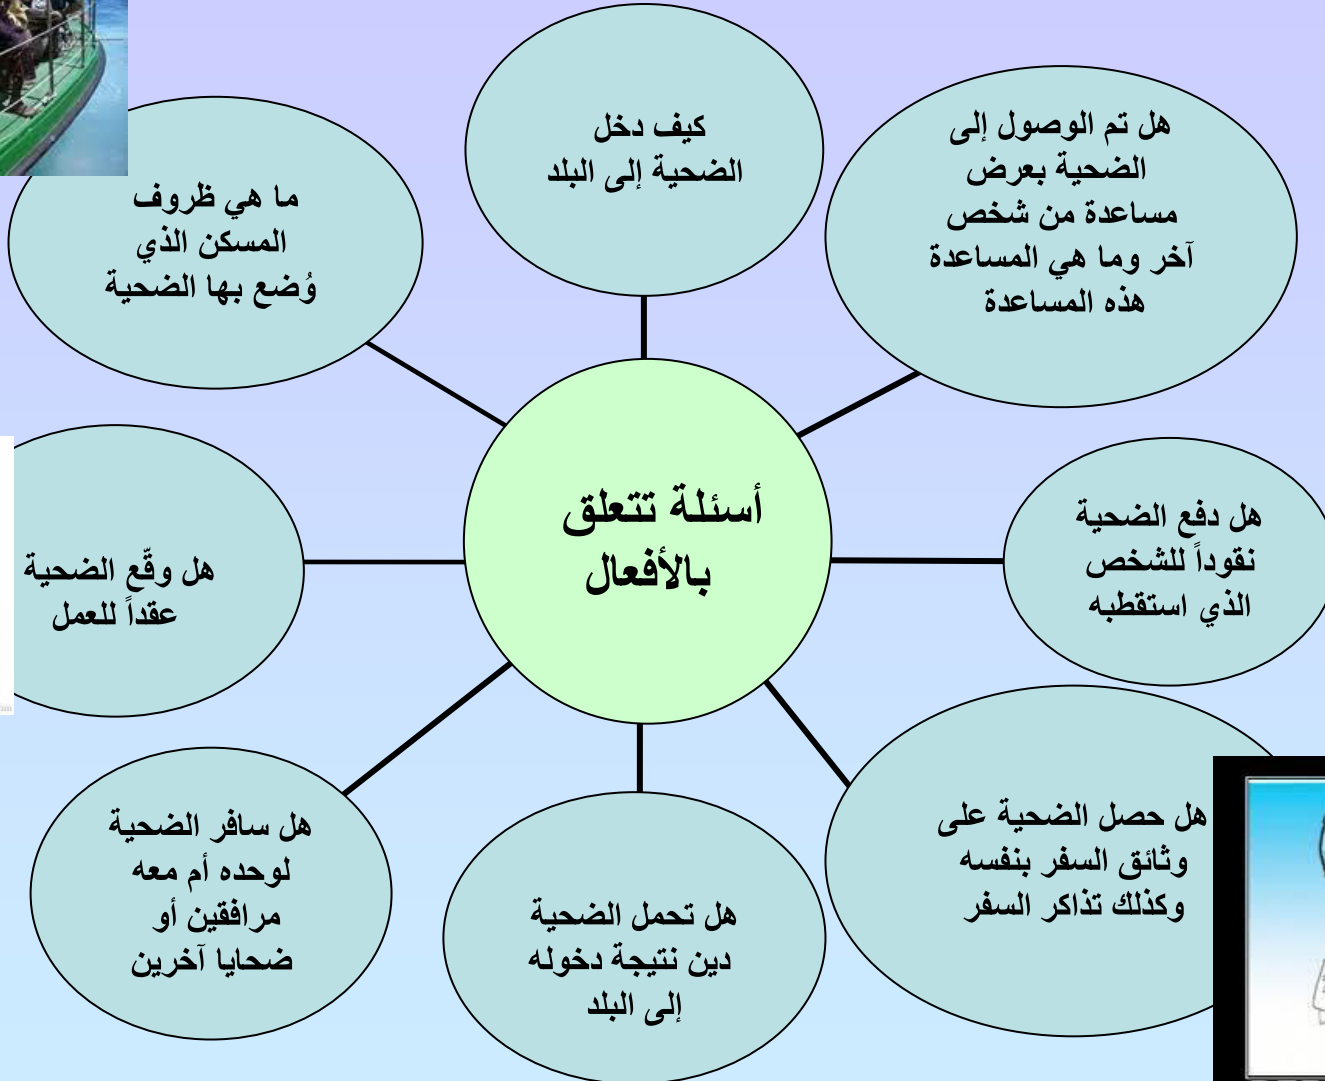 أسئلة تتعلق
بالأفعال
كيف دخل
الضحية إلى البلد
هل تم الوصول إلى
الضحية بعرض
مساعدة من شخص
آخر وما هي المساعدة
هذه المساعدة
هل دفع الضحية
نقوداً للشخص
الذي استقطبه
هل حصل الضحية على
وثائق السفر بنفسه
وكذلك تذاكر السفر
هل تحمل الضحية
دين نتيجة دخوله
إلى البلد
هل سافر الضحية
لوحده أم معه
مرافقين أو
ضحايا آخرين
هل وقّع الضحية
عقداً للعمل
ما هي ظروف
المسكن الذي
وُضع بها الضحية